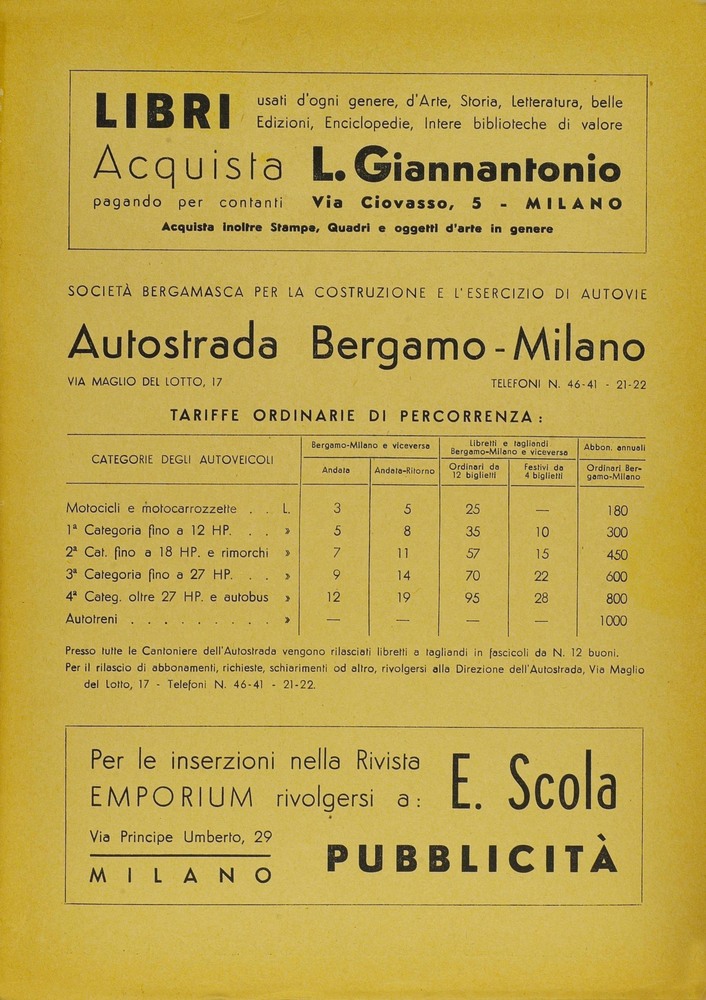 LIBRI usati d'ogni genere, d'Arte, Storia, Letteratura, belle
Edizioni, Enciclopedie, Intere biblioteche di valore
Acquista L. Giannantonio
pagando per contanti Via Ciovasso, 5 - MILANO
Acquista inoltre Stampe, Quadri e oggetti d'arte in genere
SOCIETÀ BERGAMASCA PER LA COSTRUZIONE E L'ESERCIZIO DI AUTOVIE
Autostrada Bergamo - Milano
VIA MAGLIO DEL LOTTO, 17 TELEFONI N. 46-41 - 21-22
TARIFFE ORDINARIE DI PERCORRENZA :
CATEGORIE DEGLI AUTOVEICOLI
Bergamo-Milano e viceversa
Libretti e tagliandi
Bergamo-Milano e viceversa
Abbon. annuali
Andata
Andata-Ritorno
Ordinari da
12 biglietti
Festivi da
4 biglietti
Ordinari Ber-
gamo-Milano
Motocicli e motocarrozzette . . L. 3 5 25 — 180
1ª Categoria fino a 12 HP. . . » 5 8 35 10 300
2ª Cat. fino a 18 HP. e rimorchi » 7 11 57 15 450
3ª Categoria fino a 27 HP. . . » 9 14 70 22 600
4ª Categ. oltre 27 HP. e autobus » 12 19 95 28 800
Autotreni . . . . . . . . . » — — — — 1000
Presso tutte le Cantoniere dell'Autostrada vengono rilasciati libretti a tagliandi in fascicoli da N. 12 buoni.
Per il rilascio di abbonamenti, richieste, schiarimenti od altro, rivolgersi alla Direzione dell'Autostrada, Via Maglio
del Lotto, 17 - Telefoni N. 46-41 - 21-22.
Per le inserzioni nella Rivista
EMPORIUM rivolgersi a : E. Scola
Via Principe Umberto, 29
MILANO
PUBBLICITÀ